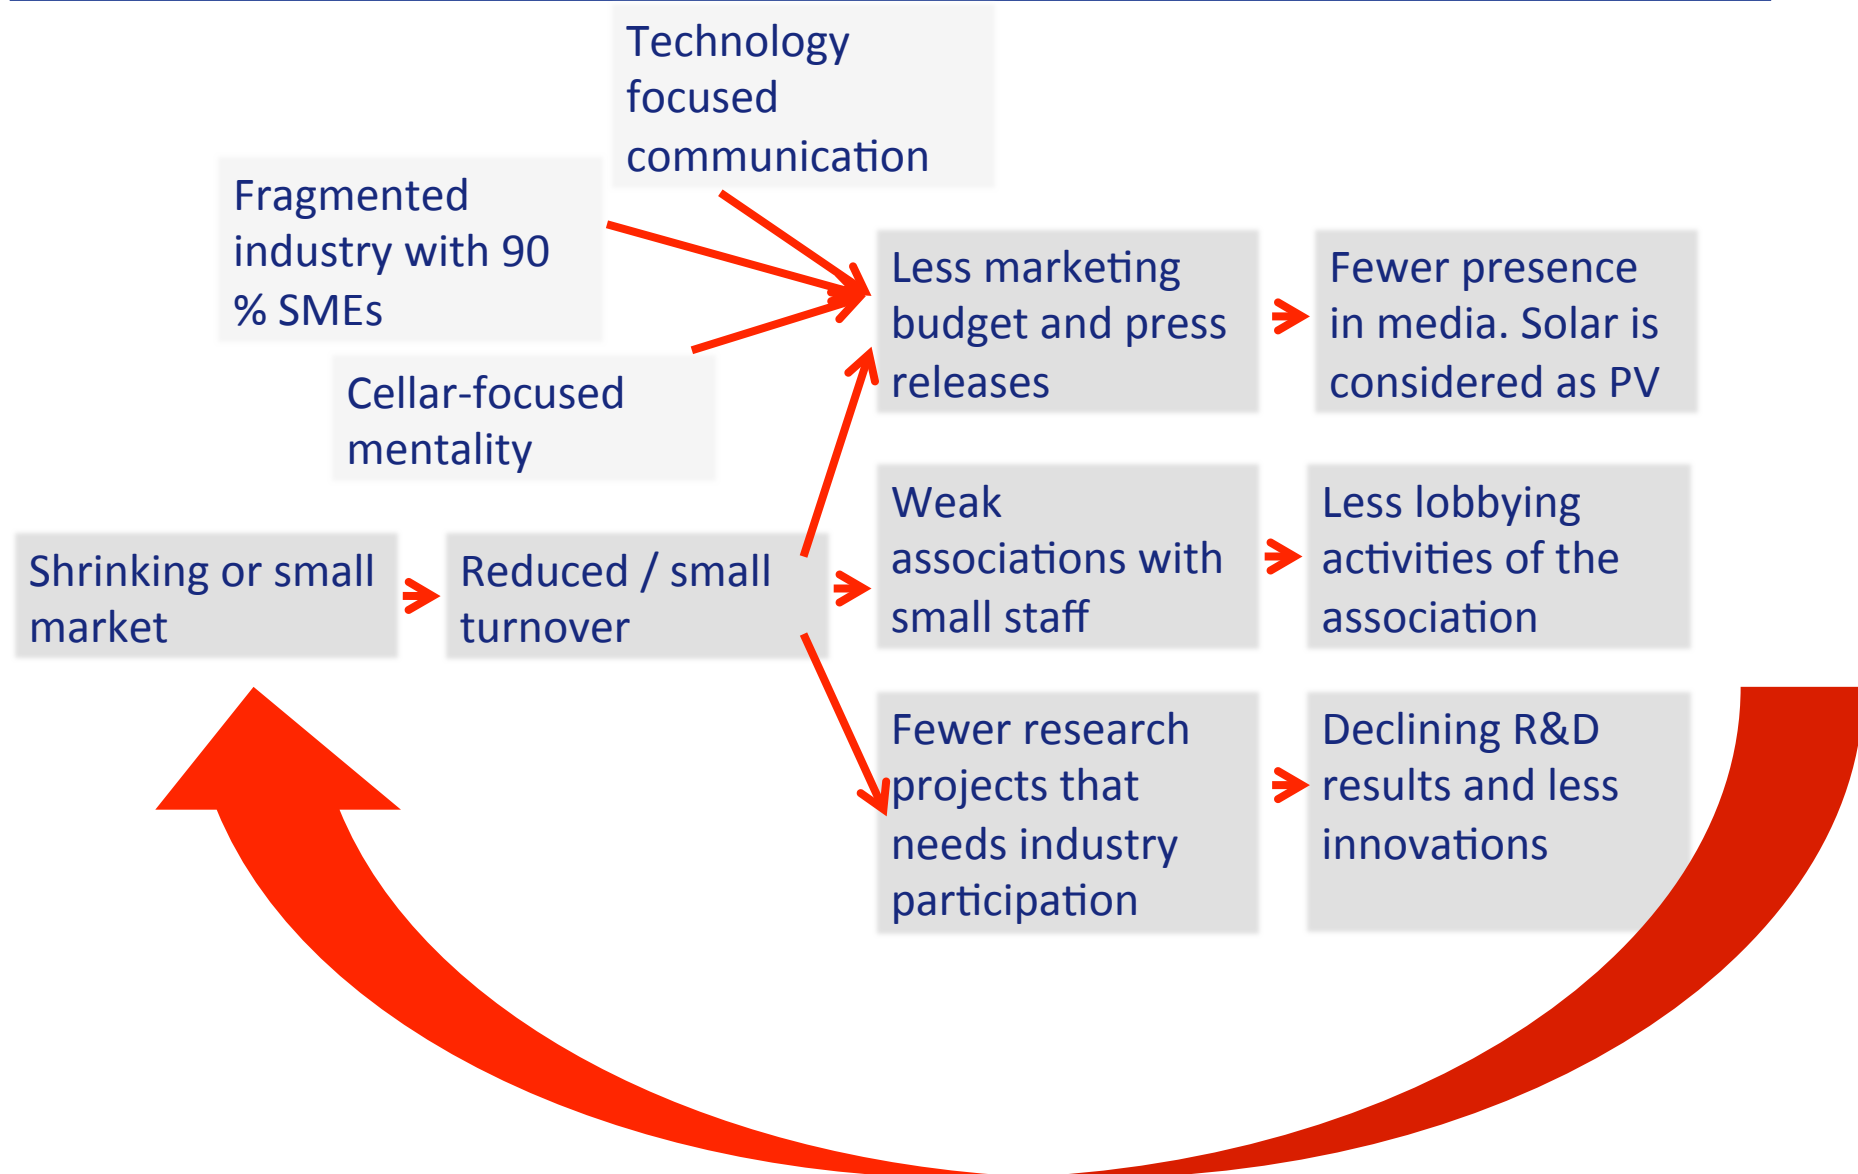 Technology
focused
communication
Fragmented
industry with 90
% SMEs
Cellar-focused
mentality
Less marketing
budget and press
releases
Fewer presence
in media. Solar is
considered as PV
Shrinking or small
market
Reduced / small
turnover
Weak
associations with
small staff
Less lobbying
activities of the
association
Fewer research
projects that
needs industry
participation
Declining R&D
results and less
innovations